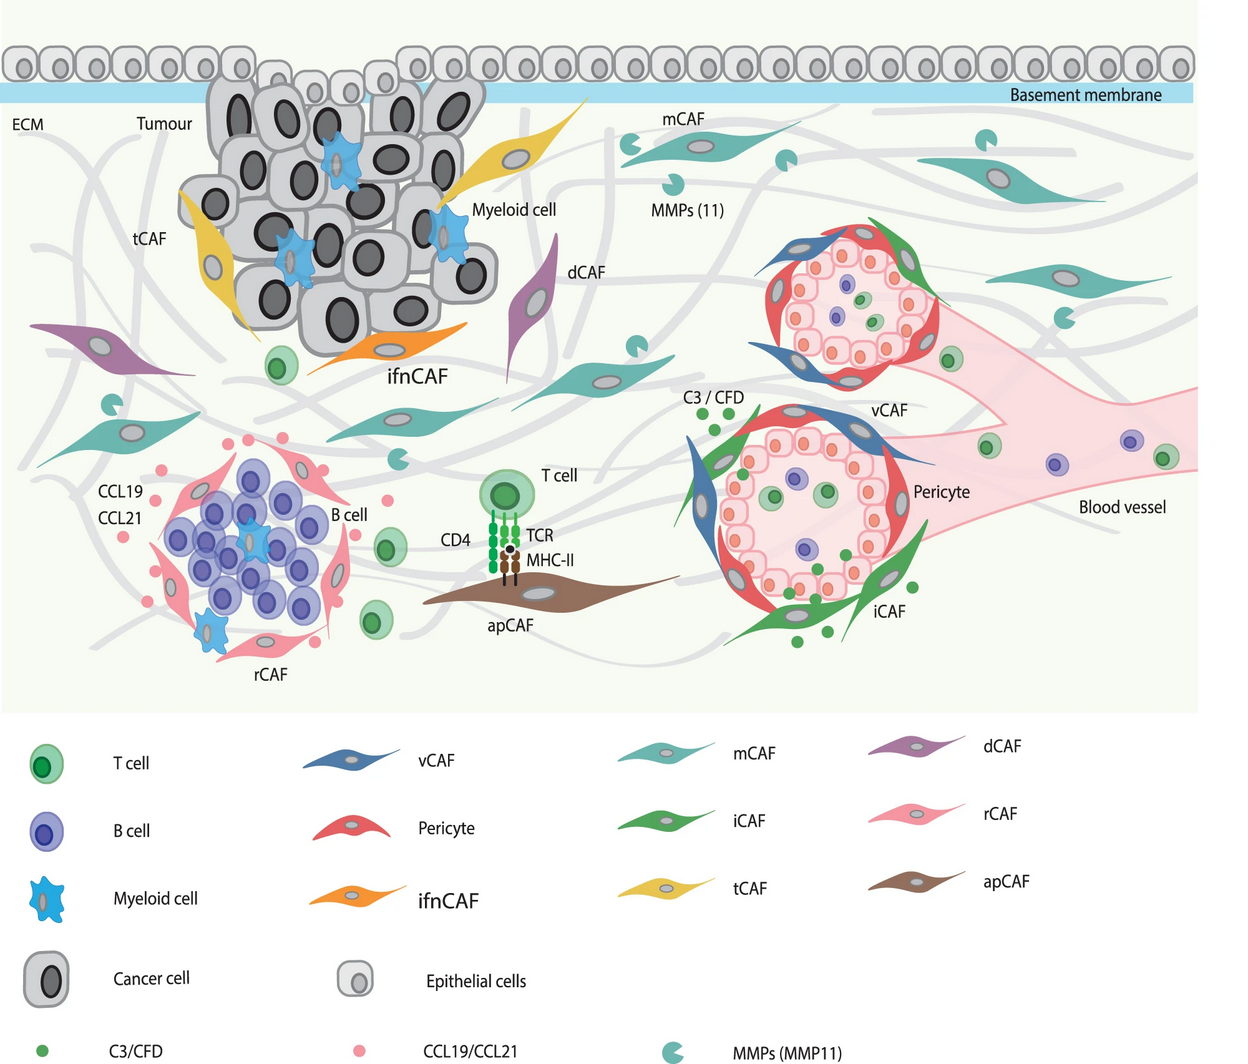 Basement membrane
ECM
Tumour
mCAF
Myeloid cell
MMPs (11)
tCAF
dCAF
ifnCAF
C3 / CFD
vCAF
T cell
CCL19
CCL21
B cell
Pericyte
Blood vessel
CD4
TCR
MHC-II
apCAF
iCAF
rCAF
T cell
vCAF
mCAF
dCAF
B cell
Pericyte
iCAF
rCAF
Myeloid cell
ifnCAF
tCAF
apCAF
Cancer cell
Epithelial cells
C3/CFD
CCL19/CCL21
MMPs (MMP11)